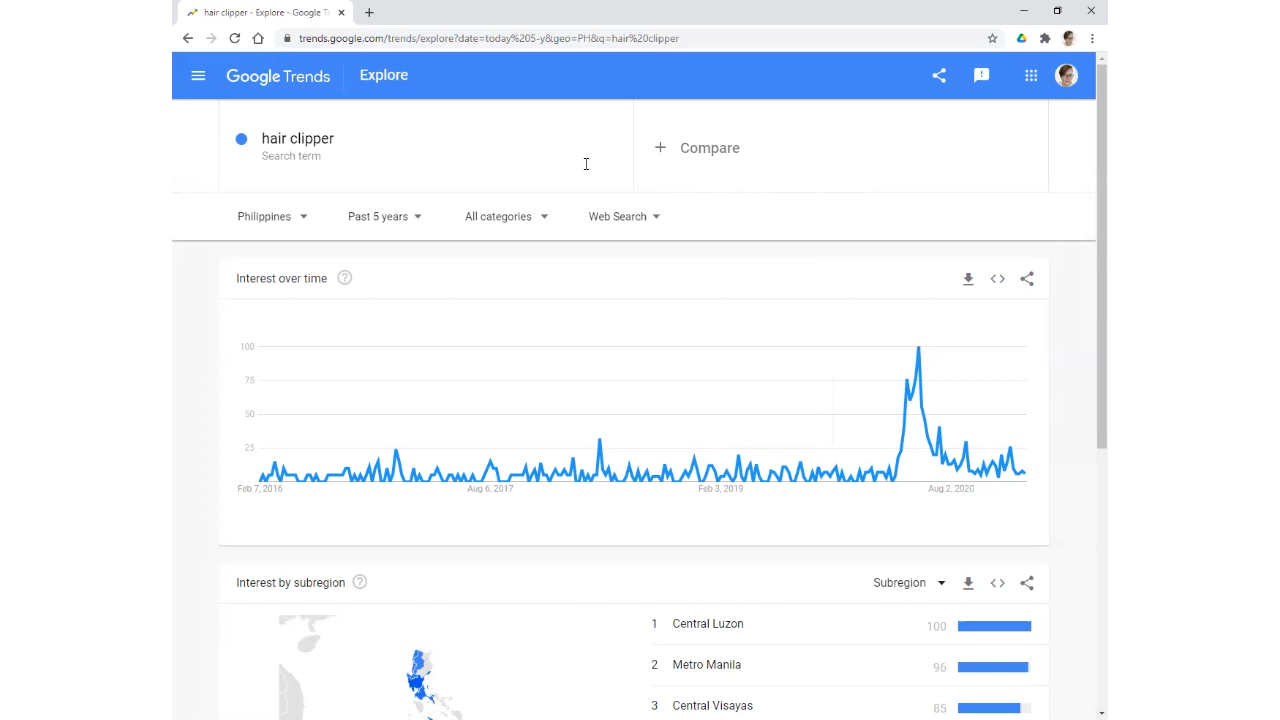 hair clipper - Explore - Google Tr
trends.google.com/trends/explore?date=today%205-y&geo=PH&q=hair%20clipper
Google Trends Explore
hair clipper
Search term
+ Compare
Philippines Past 5 years All categories Web Search
Interest over time
100
75
50
25
Feb 7, 2016 Aug 6, 2017 Feb 3, 2019 Aug 2, 2020
Interest by subregion Subregion
1 Central Luzon 100
2 Metro Manila 96
3 Central Visayas 85